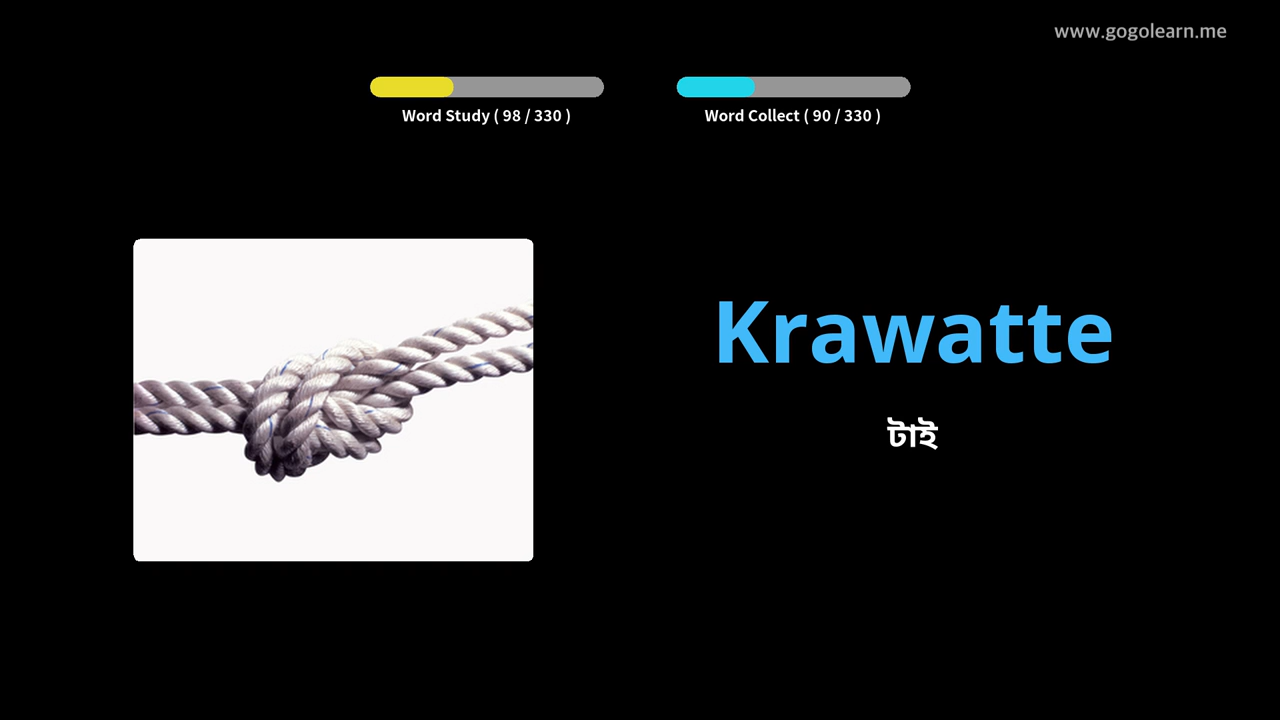 www.gogolearn.me
Word Study ( 98 / 330 )
Word Collect ( 90 / 330 )
Krawatte
টাই